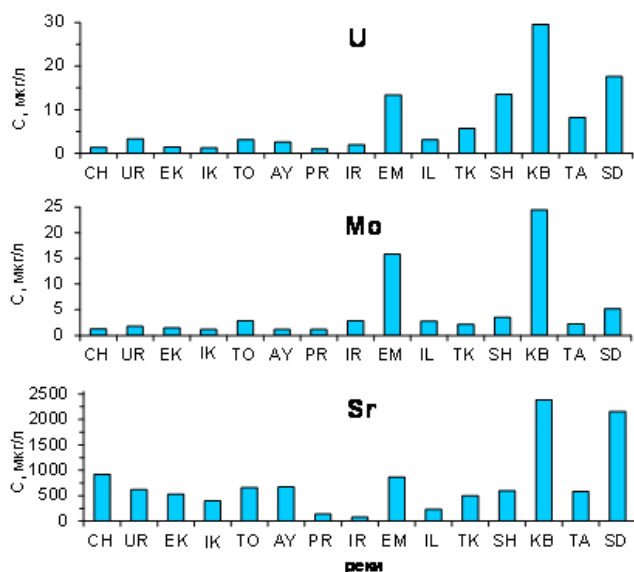 U
С, мкг/л
30
20
10
0
CH UR EK IK TO AY PR IR EM IL TK SH KB TA SD
Mo
С, мкг/л
25
20
15
10
5
0
CH UR EK IK TO AY PR IR EM IL TK SH KB TA SD
Sr
С, мкг/л
2500
2000
1500
1000
500
0
CH UR EK IK TO AY PR IR EM IL TK SH KB TA SD
реки